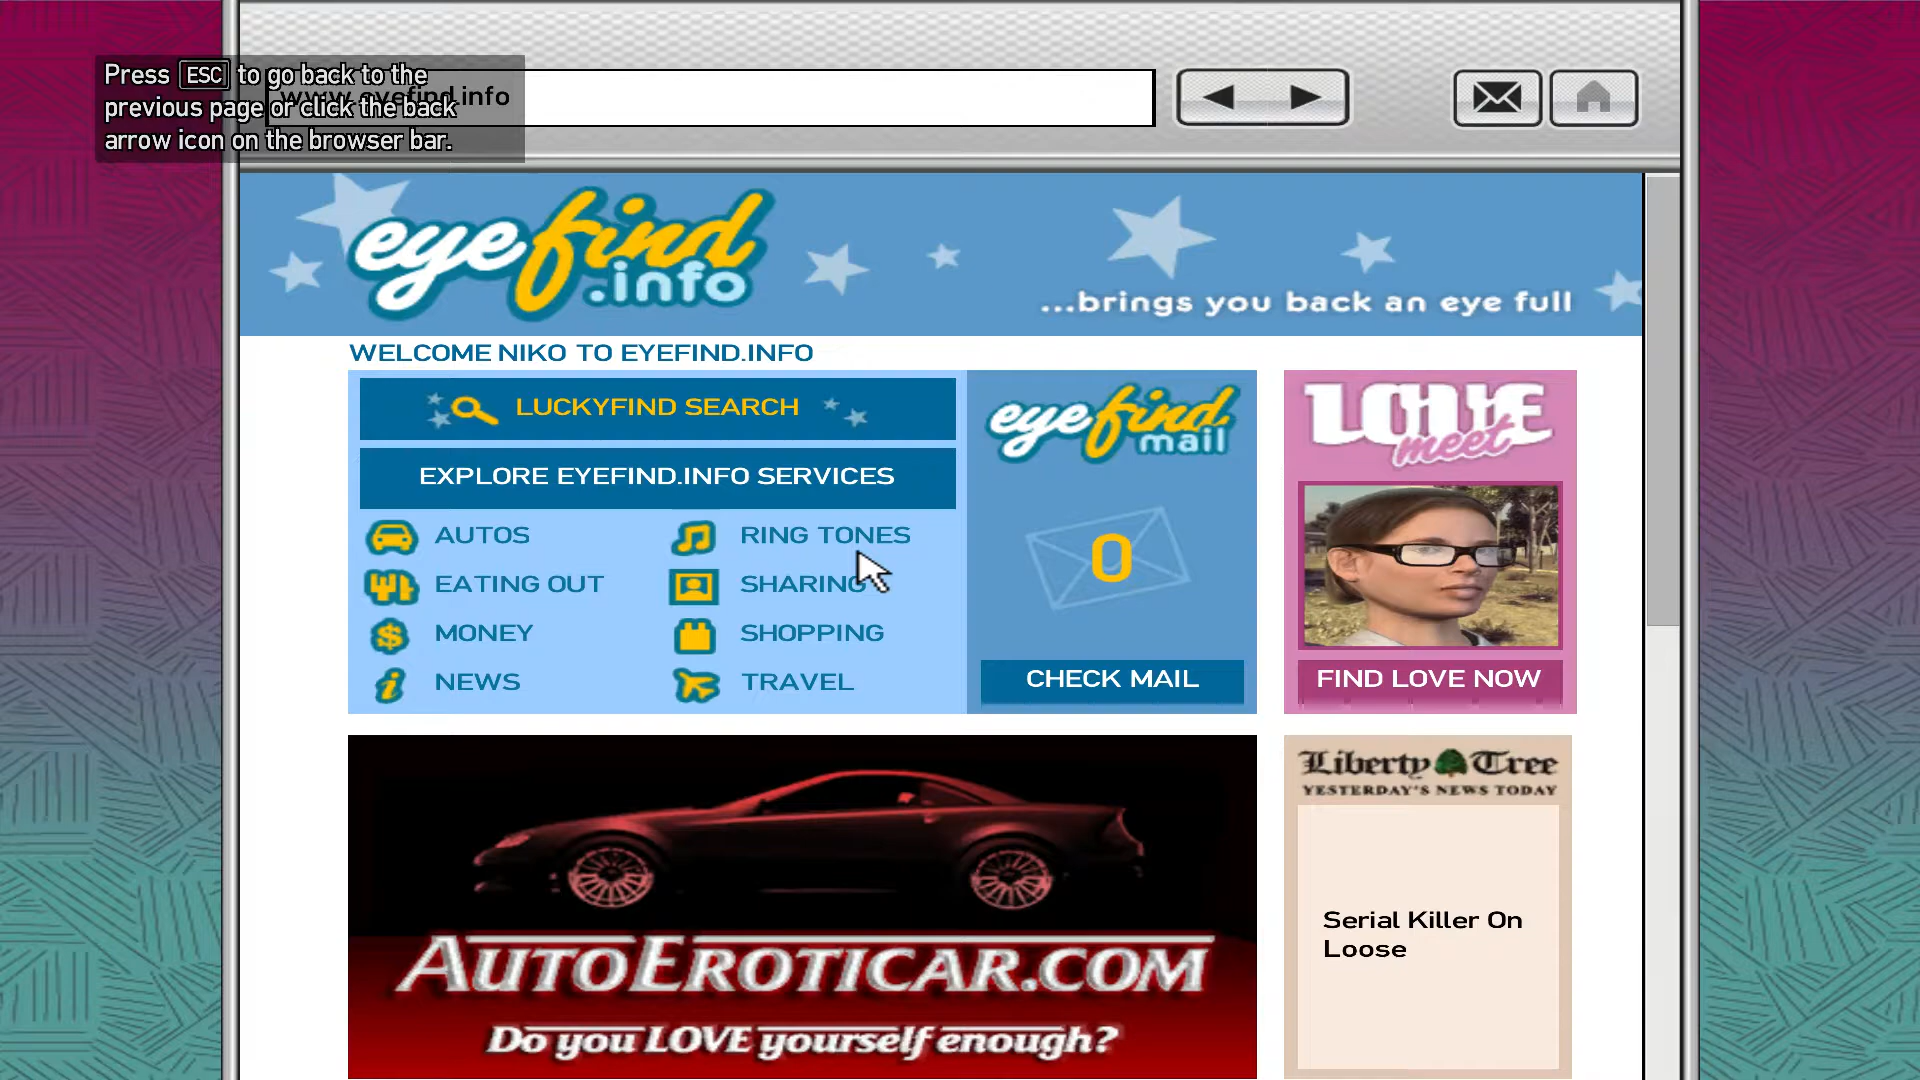 Press ESC to go back to the
previous page or click the back
arrow icon on the browser bar.
www.eyefind.info
eyefind
.info
...brings you back an eye full
WELCOME NIKO TO EYEFIND.INFO
LUCKYFIND SEARCH
EXPLORE EYEFIND.INFO SERVICES
AUTOS
RING TONES
EATING OUT
SHARING
MONEY
SHOPPING
NEWS
TRAVEL
eyefind
mail
0
CHECK MAIL
LOVE
meet
FIND LOVE NOW
AUTOEROTICAR.COM
Do you LOVE yourself enough?
Liberty Tree
YESTERDAY'S NEWS TODAY
Serial Killer On
Loose